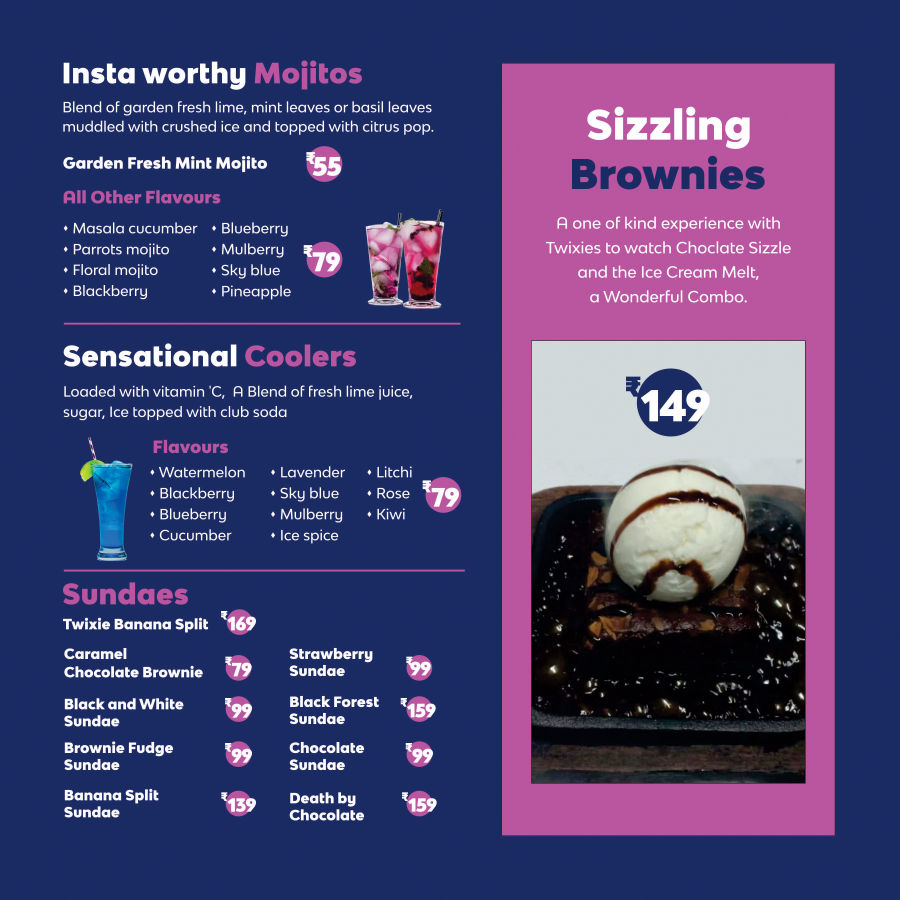 Insta worthy Mojitos
Blend of garden fresh lime, mint leaves or basil leaves
muddled with crushed ice and topped with citrus pop.
Garden Fresh Mint Mojito ₹55
All Other Flavours
• Masala cucumber
• Parrots mojito
• Floral mojito
• Blackberry
• Blueberry
• Mulberry
• Sky blue
• Pineapple
₹79
Sensational Coolers
Loaded with vitamin 'C, A Blend of fresh lime juice,
sugar, Ice topped with club soda
Flavours
• Watermelon
• Blackberry
• Blueberry
• Cucumber
• Lavender
• Sky blue
• Mulberry
• Ice spice
• Litchi
• Rose
• Kiwi
₹79
Sundaes
Twixie Banana Split ₹169
Caramel
Chocolate Brownie ₹79
Black and White
Sundae ₹99
Brownie Fudge
Sundae ₹99
Banana Split
Sundae ₹139
Strawberry
Sundae ₹99
Black Forest
Sundae ₹159
Chocolate
Sundae ₹99
Death by
Chocolate ₹159
Sizzling
Brownies
A one of kind experience with
Twixies to watch Choclate Sizzle
and the Ice Cream Melt,
a Wonderful Combo.
₹149